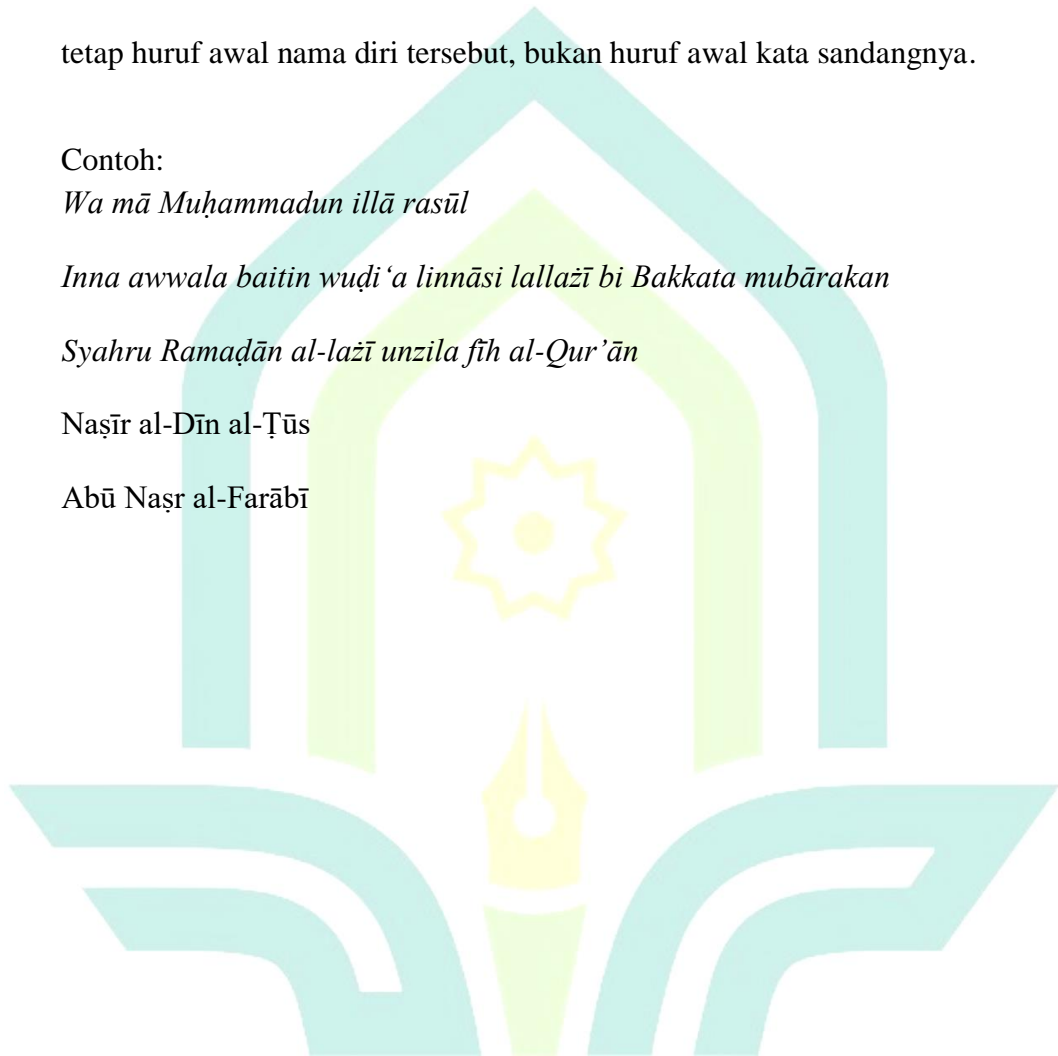 tetap huruf awal nama diri tersebut, bukan huruf awal kata sandangnya.
Contoh:
Wa mā Muḥammadun illā rasūl
Inna awwala baitin wuḍi‘a linnāsi lallażī bi Bakkata mubārakan
Syahru Ramaḍān al-lażī unzila fīh al-Qur’ān
Naṣīr al-Dīn al-Ṭūs
Abū Naṣr al-Farābī